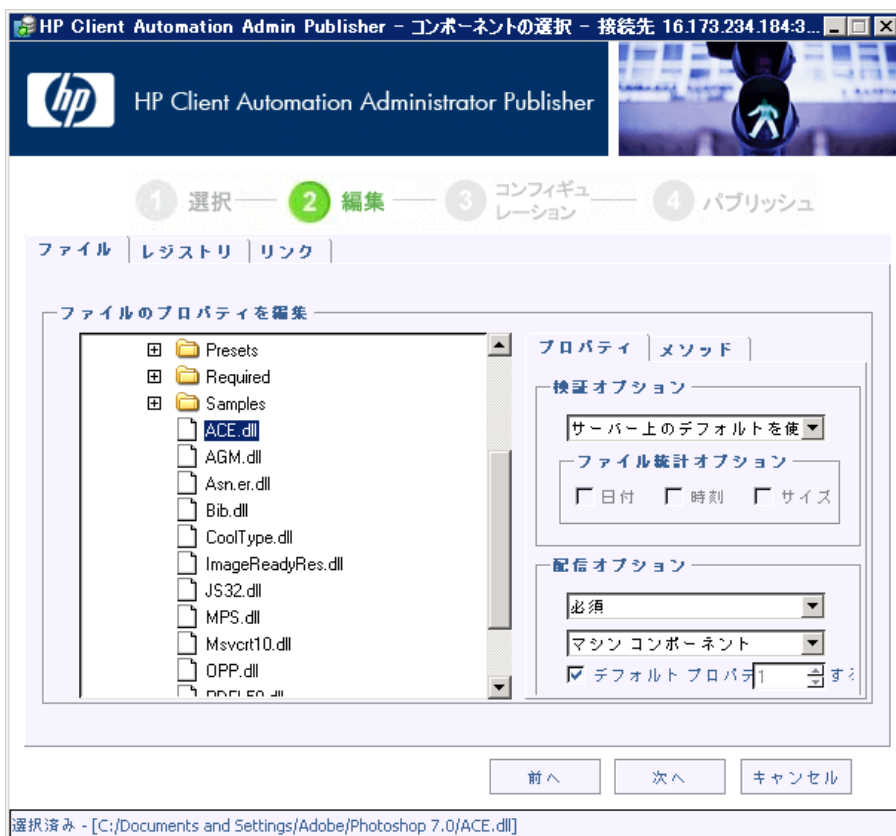 HP Client Automation Admin Publisher - コンポーネントの選択 - 接続先 16.173.234.184:3...
hp
HP Client Automation Administrator Publisher
1 選択 2 編集 3 コンフィギュ
レーション 4 パブリッシュ
ファイル レジストリ リンク
ファイルのプロパティを編集
Presets
Required
Samples
ACE.dll
AGM.dll
Asn.er.dll
Bib.dll
CoolType.dll
ImageReadyRes.dll
JS32.dll
MPS.dll
Msvcrt10.dll
OPP.dll
プロパティ メソッド
検証オプション
サーバー上のデフォルトを使
ファイル統計オプション
日付 時刻 サイズ
配信オプション
必須
マシン コンポーネント
デフォルト プロパテ 1 する
前へ 次へ キャンセル
選択済み - [C:/Documents and Settings/Adobe/Photoshop 7.0/ACE.dll]